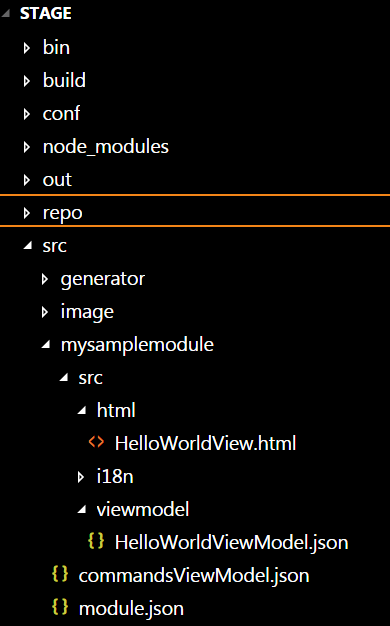 STAGE
bin
build
conf
node_modules
out
repo
src
generator
image
mysamplemodule
src
html
<> HelloWorldView.html
i18n
viewmodel
{} HelloWorldViewModel.json
{} commandsViewModel.json
{} module.json